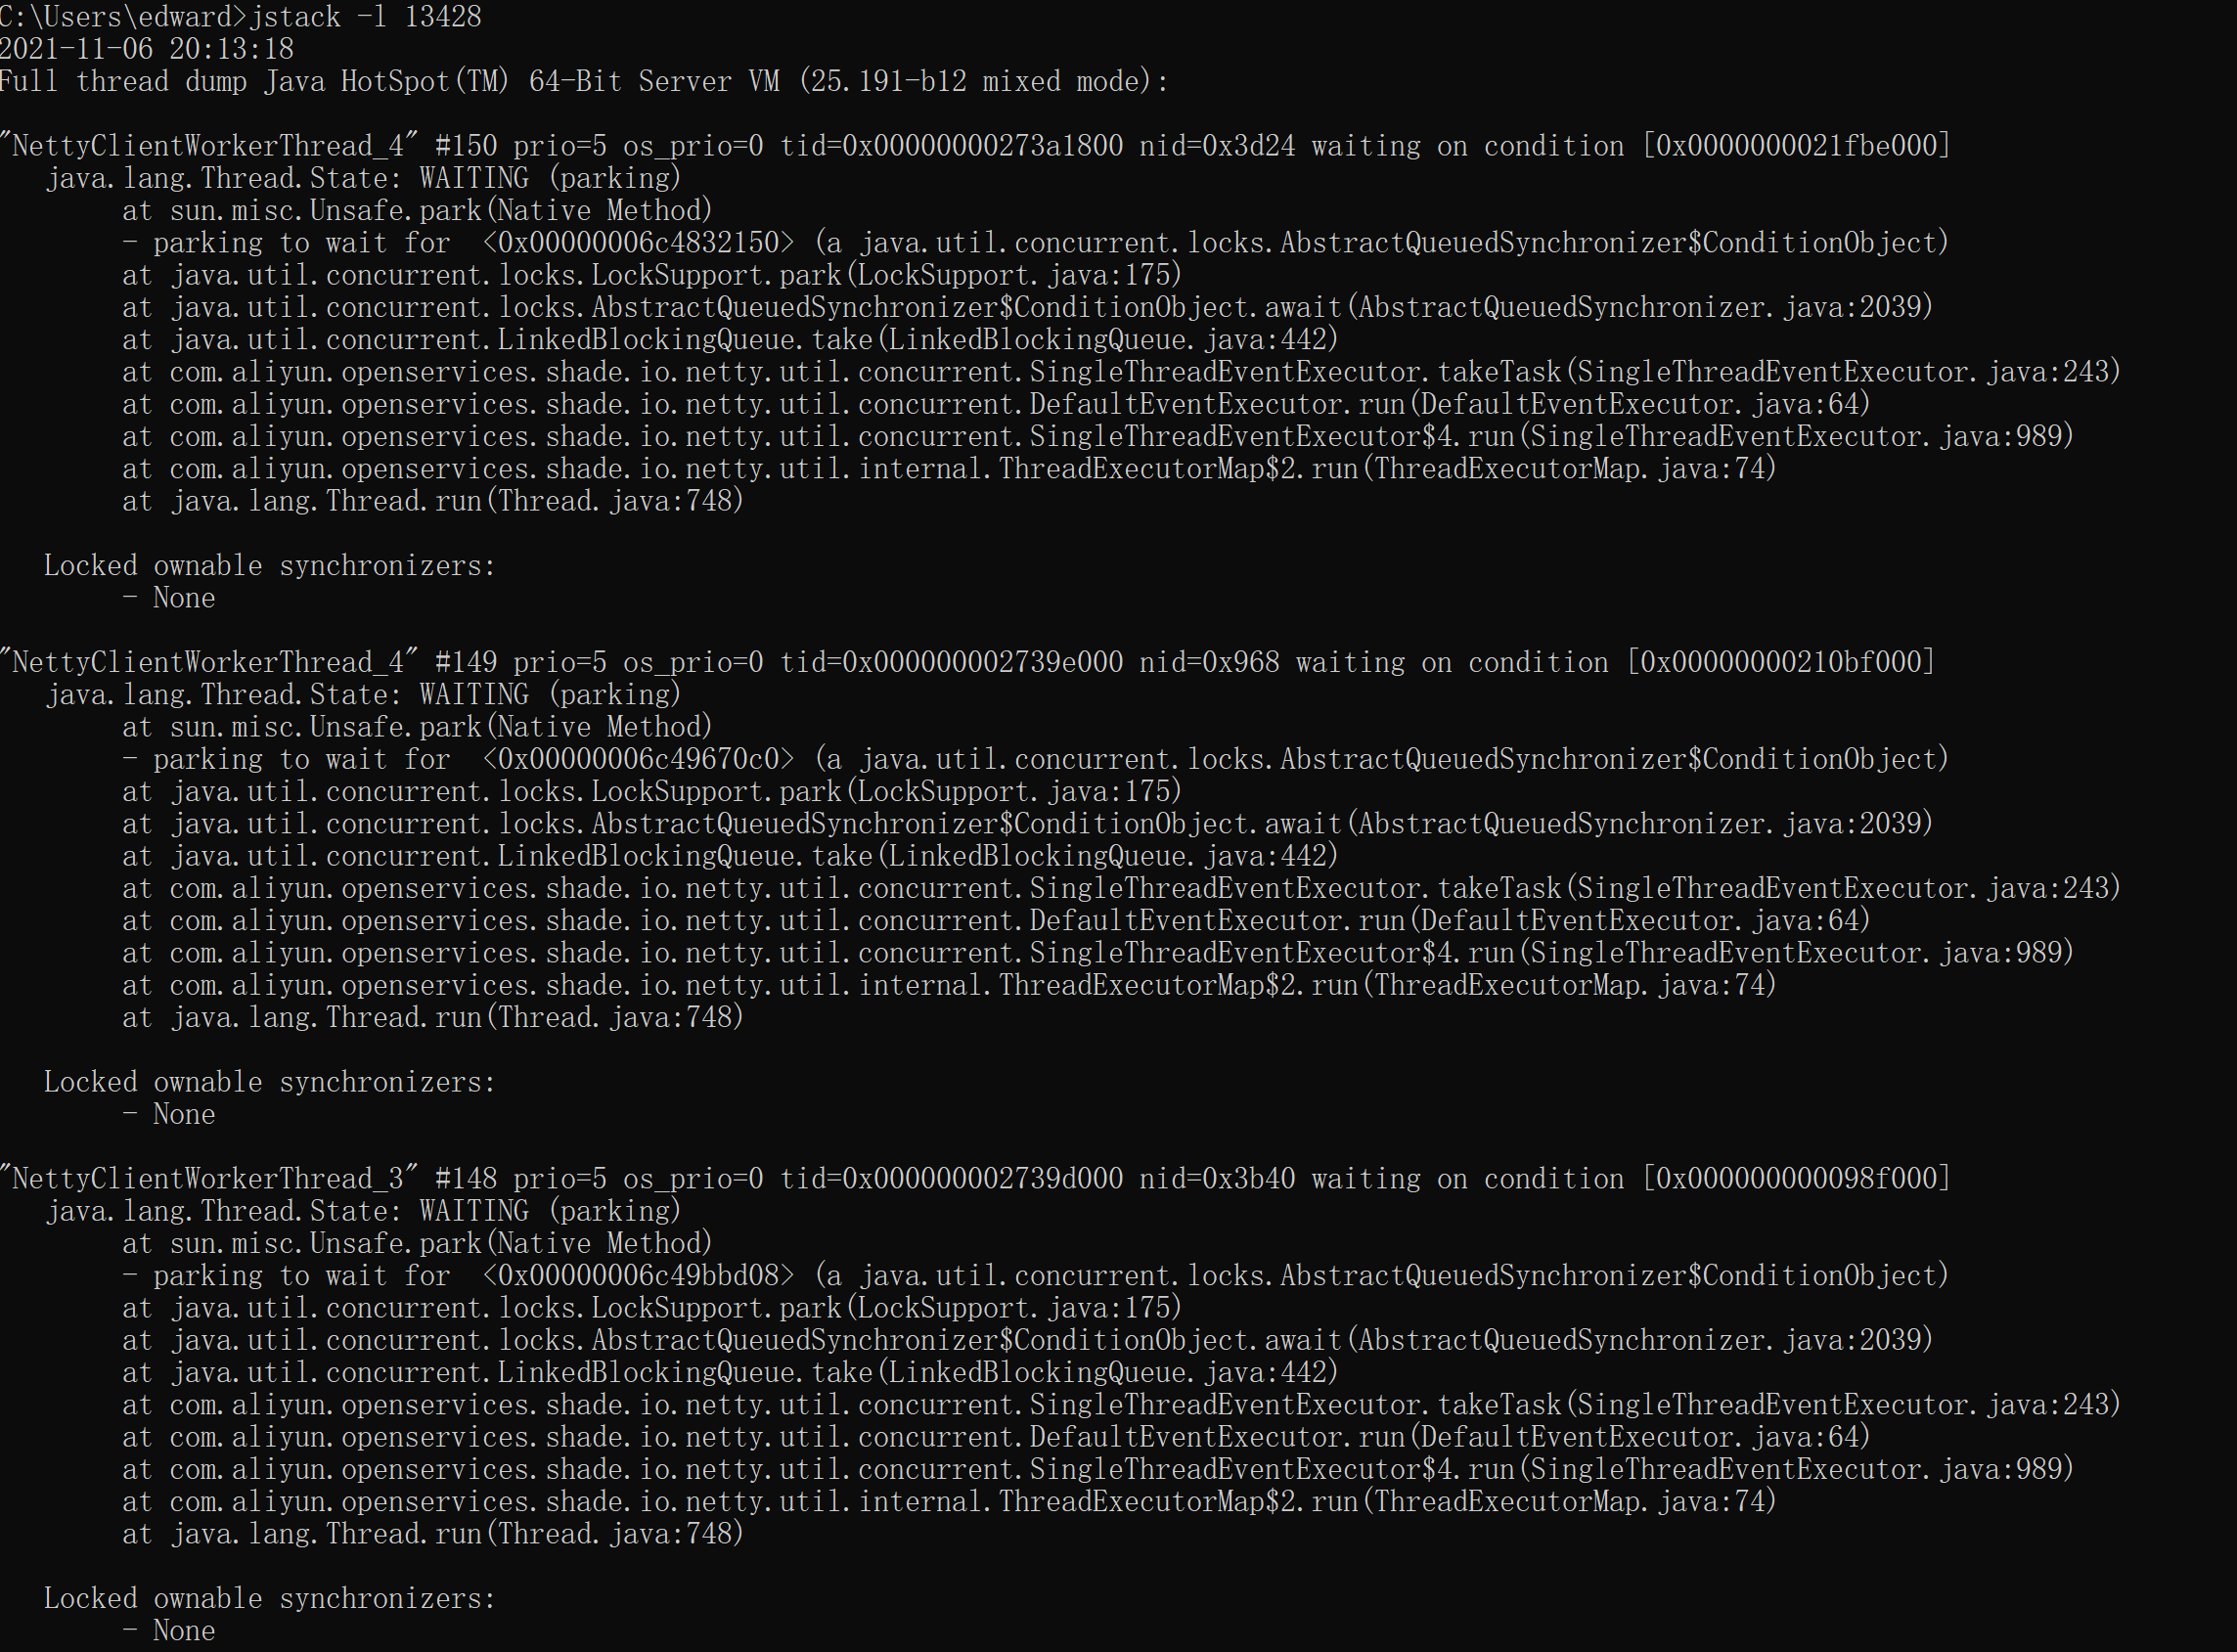 C:\Users\edward>jstack -l 13428
2021-11-06 20:13:18
Full thread dump Java HotSpot(TM) 64-Bit Server VM (25.191-b12 mixed mode):
"NettyClientWorkerThread_4" #150 prio=5 os_prio=0 tid=0x00000000273a1800 nid=0x3d24 waiting on condition [0x0000000021fbe000]
java.lang.Thread.State: WAITING (parking)
at sun.misc.Unsafe.park(Native Method)
- parking to wait for <0x00000006c4832150> (a java.util.concurrent.locks.AbstractQueuedSynchronizer$ConditionObject)
at java.util.concurrent.locks.LockSupport.park(LockSupport.java:175)
at java.util.concurrent.locks.AbstractQueuedSynchronizer$ConditionObject.await(AbstractQueuedSynchronizer.java:2039)
at java.util.concurrent.LinkedBlockingQueue.take(LinkedBlockingQueue.java:442)
at com.aliyun.openservices.shade.io.netty.util.concurrent.SingleThreadEventExecutor.takeTask(SingleThreadEventExecutor.java:243)
at com.aliyun.openservices.shade.io.netty.util.concurrent.DefaultEventExecutor.run(DefaultEventExecutor.java:64)
at com.aliyun.openservices.shade.io.netty.util.concurrent.SingleThreadEventExecutor$4.run(SingleThreadEventExecutor.java:989)
at com.aliyun.openservices.shade.io.netty.util.internal.ThreadExecutorMap$2.run(ThreadExecutorMap.java:74)
at java.lang.Thread.run(Thread.java:748)
Locked ownable synchronizers:
- None
"NettyClientWorkerThread_4" #149 prio=5 os_prio=0 tid=0x000000002739e000 nid=0x968 waiting on condition [0x00000000210bf000]
java.lang.Thread.State: WAITING (parking)
at sun.misc.Unsafe.park(Native Method)
- parking to wait for <0x00000006c49670c0> (a java.util.concurrent.locks.AbstractQueuedSynchronizer$ConditionObject)
at java.util.concurrent.locks.LockSupport.park(LockSupport.java:175)
at java.util.concurrent.locks.AbstractQueuedSynchronizer$ConditionObject.await(AbstractQueuedSynchronizer.java:2039)
at java.util.concurrent.LinkedBlockingQueue.take(LinkedBlockingQueue.java:442)
at com.aliyun.openservices.shade.io.netty.util.concurrent.SingleThreadEventExecutor.takeTask(SingleThreadEventExecutor.java:243)
at com.aliyun.openservices.shade.io.netty.util.concurrent.DefaultEventExecutor.run(DefaultEventExecutor.java:64)
at com.aliyun.openservices.shade.io.netty.util.concurrent.SingleThreadEventExecutor$4.run(SingleThreadEventExecutor.java:989)
at com.aliyun.openservices.shade.io.netty.util.internal.ThreadExecutorMap$2.run(ThreadExecutorMap.java:74)
at java.lang.Thread.run(Thread.java:748)
Locked ownable synchronizers:
- None
"NettyClientWorkerThread_3" #148 prio=5 os_prio=0 tid=0x000000002739d000 nid=0x3b40 waiting on condition [0x000000000098f000]
java.lang.Thread.State: WAITING (parking)
at sun.misc.Unsafe.park(Native Method)
- parking to wait for <0x00000006c49bbd08> (a java.util.concurrent.locks.AbstractQueuedSynchronizer$ConditionObject)
at java.util.concurrent.locks.LockSupport.park(LockSupport.java:175)
at java.util.concurrent.locks.AbstractQueuedSynchronizer$ConditionObject.await(AbstractQueuedSynchronizer.java:2039)
at java.util.concurrent.LinkedBlockingQueue.take(LinkedBlockingQueue.java:442)
at com.aliyun.openservices.shade.io.netty.util.concurrent.SingleThreadEventExecutor.takeTask(SingleThreadEventExecutor.java:243)
at com.aliyun.openservices.shade.io.netty.util.concurrent.DefaultEventExecutor.run(DefaultEventExecutor.java:64)
at com.aliyun.openservices.shade.io.netty.util.concurrent.SingleThreadEventExecutor$4.run(SingleThreadEventExecutor.java:989)
at com.aliyun.openservices.shade.io.netty.util.internal.ThreadExecutorMap$2.run(ThreadExecutorMap.java:74)
at java.lang.Thread.run(Thread.java:748)
Locked ownable synchronizers:
- None